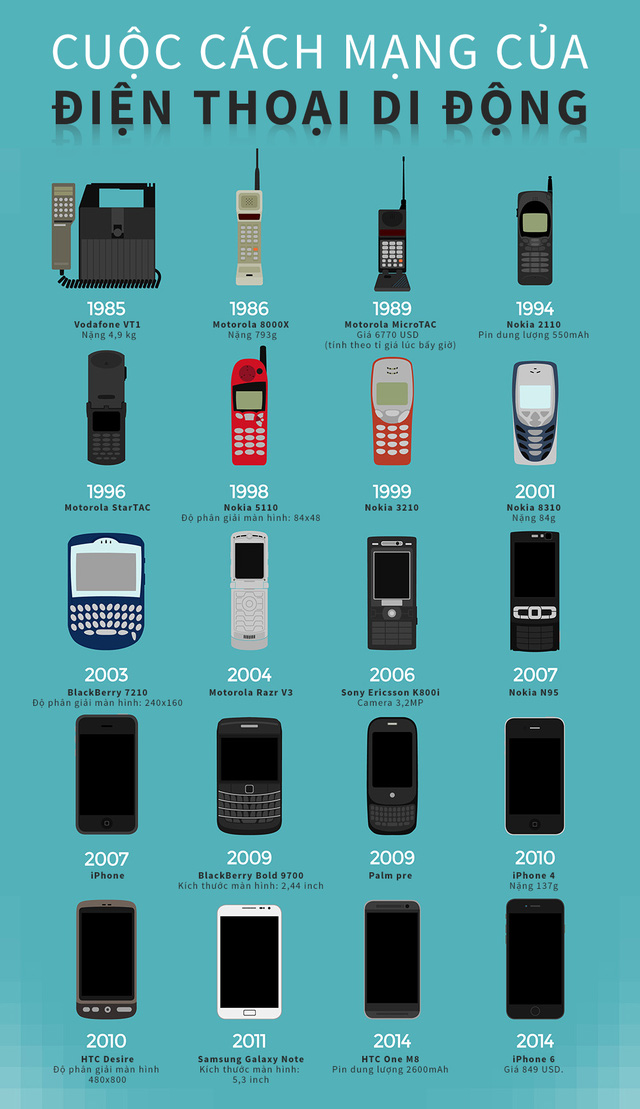 CUỘC CÁCH MẠNG CỦA
ĐIỆN THOẠI DI ĐỘNG
1985
Vodafone VT1
Nặng 4,9 kg
1986
Motorola 8000X
Nặng 793g
1989
Motorola MicroTAC
Giá 6770 USD
(tính theo tỉ giá lúc bấy giờ)
1994
Nokia 2110
Pin dung lượng 550mAh
1996
Motorola StarTAC
1998
Nokia 5110
Độ phân giải màn hình: 84x48
1999
Nokia 3210
2001
Nokia 8310
Nặng 84g
2003
BlackBerry 7210
Độ phân giải màn hình: 240x160
2004
Motorola Razr V3
2006
Sony Ericsson K800i
Camera 3,2MP
2007
Nokia N95
2007
iPhone
2009
BlackBerry Bold 9700
Kích thước màn hình: 2,44 inch
2009
Palm pre
2010
iPhone 4
Nặng 137g
2010
HTC Desire
Độ phân giải màn hình
480x800
2011
Samsung Galaxy Note
Kích thước màn hình:
5,3 inch
2014
HTC One M8
Pin dung lượng 2600mAh
2014
iPhone 6
Giá 849 USD.